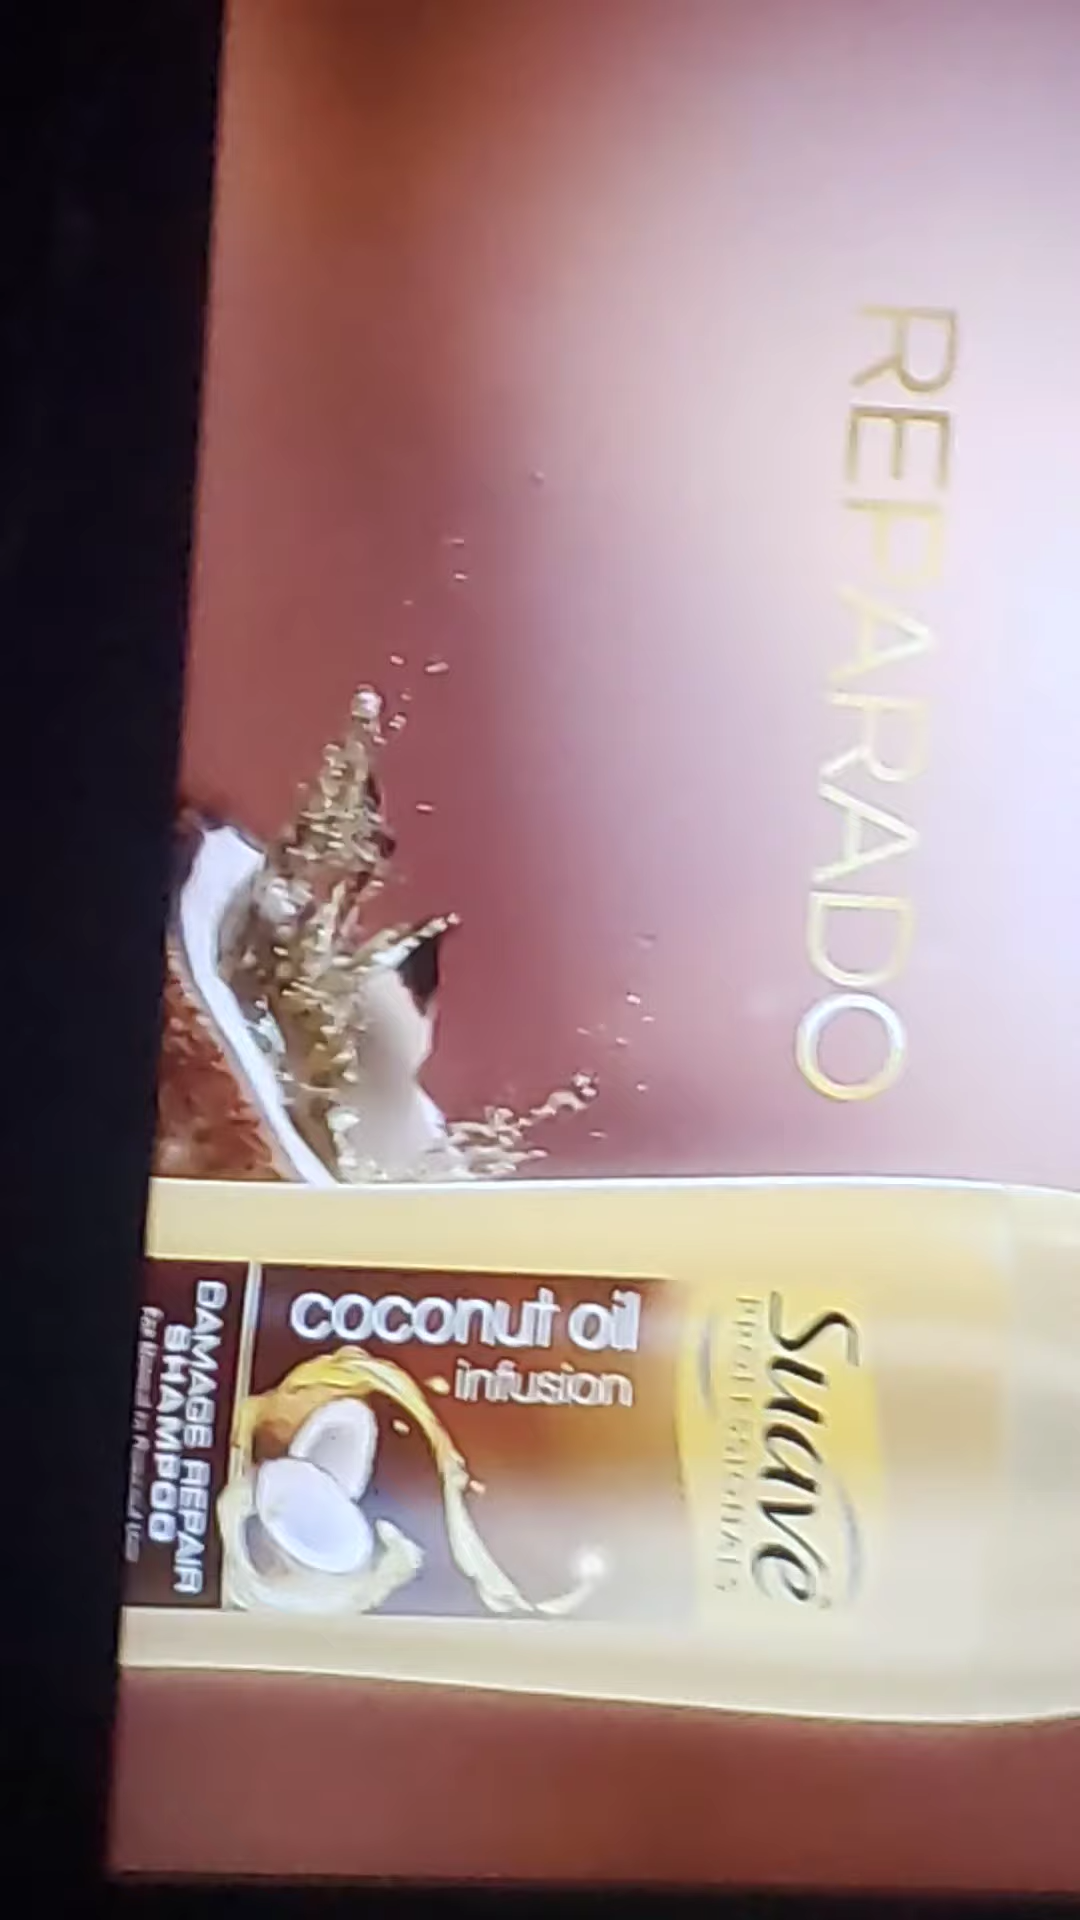 REPARADO
Suave
PROFESSIONALS
coconut oil
infusion
DAMAGE REPAIR
SHAMPOO